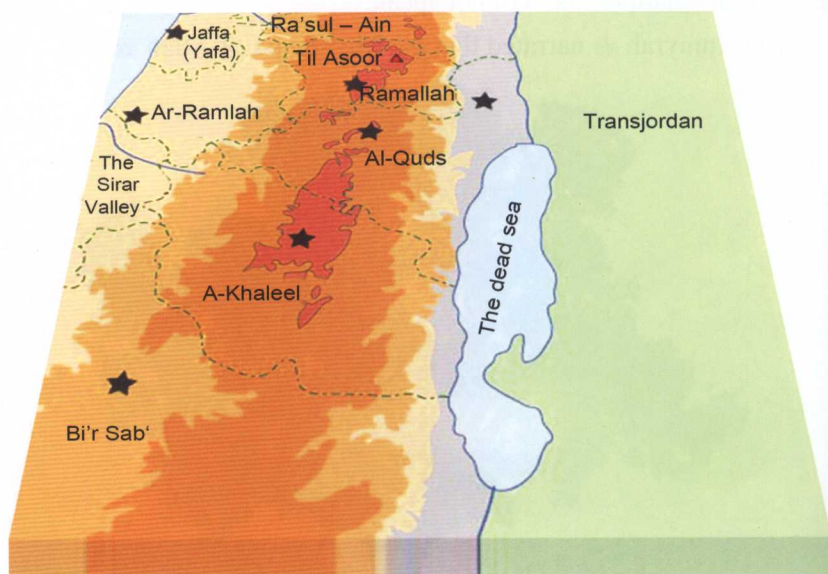 Ra'sul – Ain
Jaffa
(Yafa)
Til Asoor
Ramallah
Ar-Ramlah
Transjordan
Al-Quds
The
Sirar
Valley
The dead sea
A-Khaleel
Bi'r Sab'